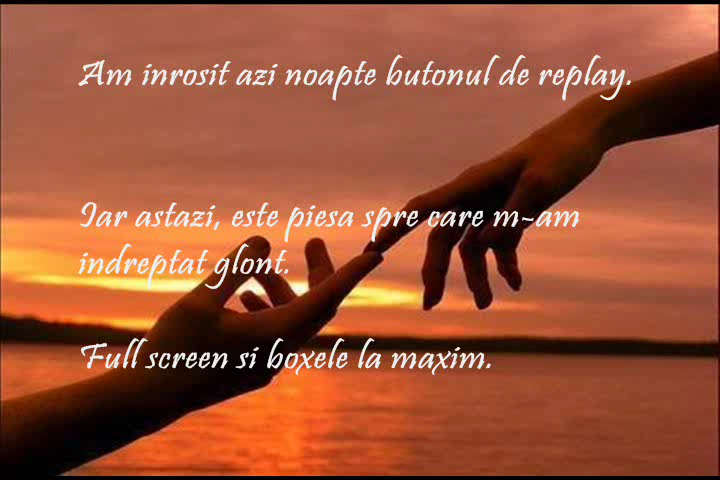 Am inrosit azi noapte butonul de replay.
Iar astazi, este piesa spre care m-am
indreptat glont.
Full screen si boxele la maxim.